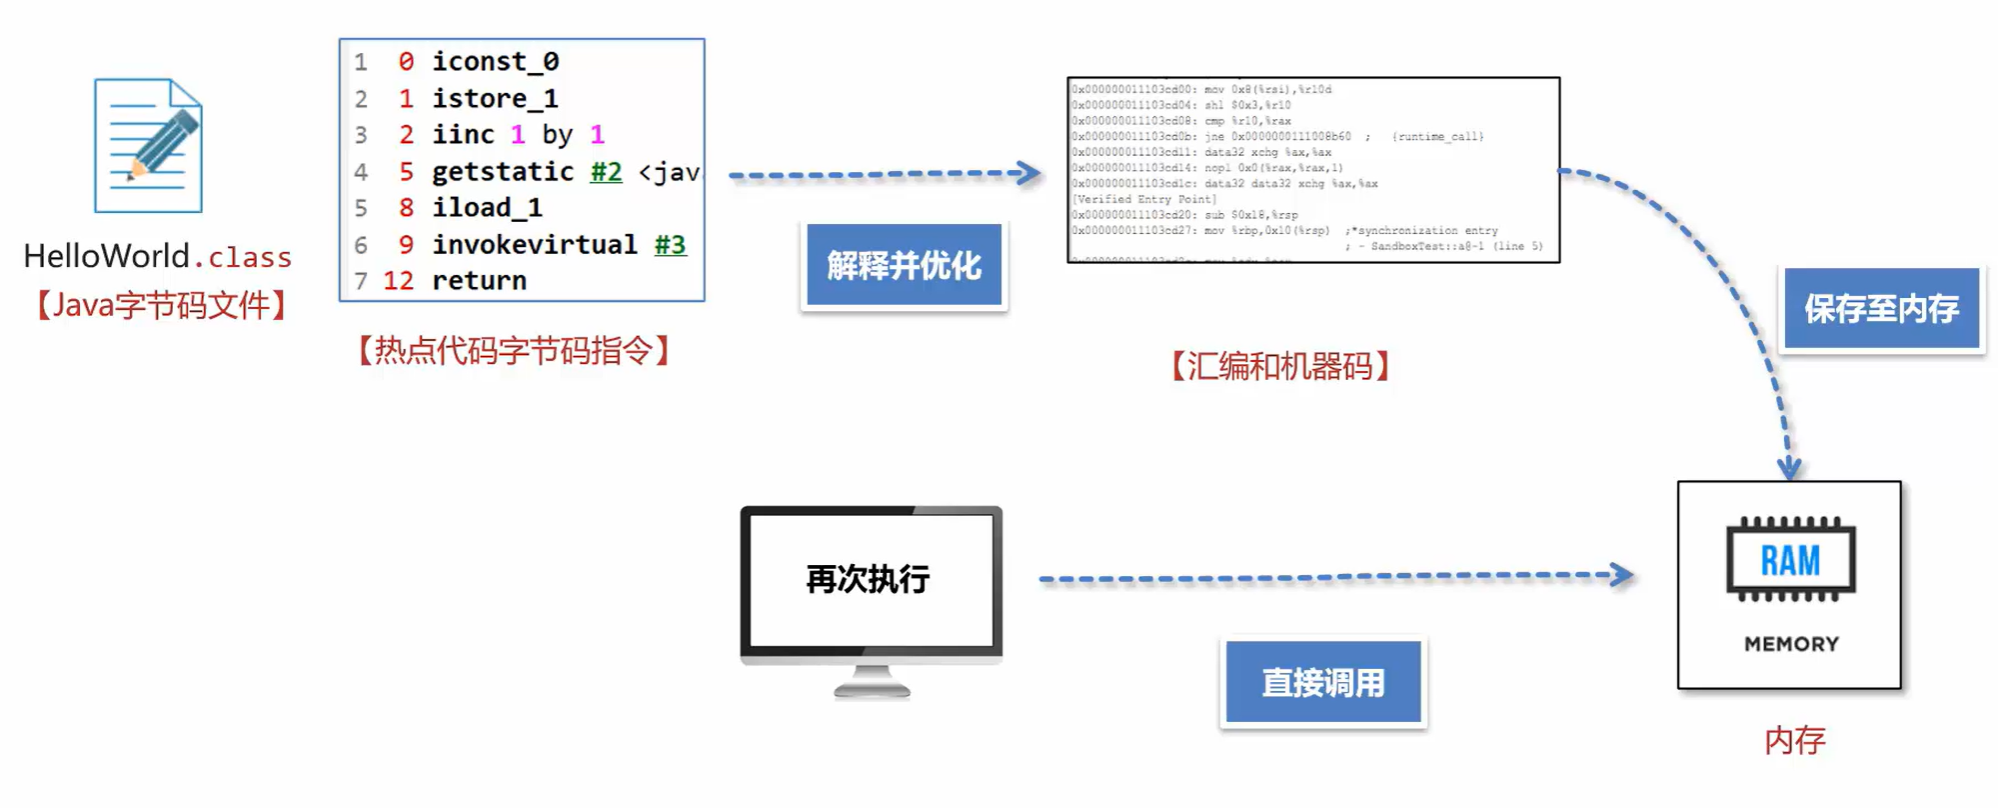 HelloWorld.class
【Java字节码文件】
1 0 iconst_0
2 1 istore_1
3 2 iinc 1 by 1
4 5 getstatic #2 <jav
5 8 iload_1
6 9 invokevirtual #3
7 12 return
【热点代码字节码指令】
解释并优化
0x000000011103cd00: mov 0x8(%rsi),%r10d
0x000000011103cd04: shl $0x3,%r10
0x000000011103cd08: cmp %r10,%rax
0x000000011103cd0b: jne 0x0000000111008b60 ; {runtime_call}
0x000000011103cd11: data32 xchg %ax,%ax
0x000000011103cd14: nopl 0x0(%rax,%rax,1)
0x000000011103cd1c: data32 data32 xchg %ax,%ax
[Verified Entry Point]
0x000000011103cd20: sub $0x18,%rsp
0x000000011103cd27: mov %rbp,0x10(%rsp) ;*synchronization entry
; - SandboxTest::a@-1 (line 5)
【汇编和机器码】
保存至内存
再次执行
直接调用
RAM
MEMORY
内存